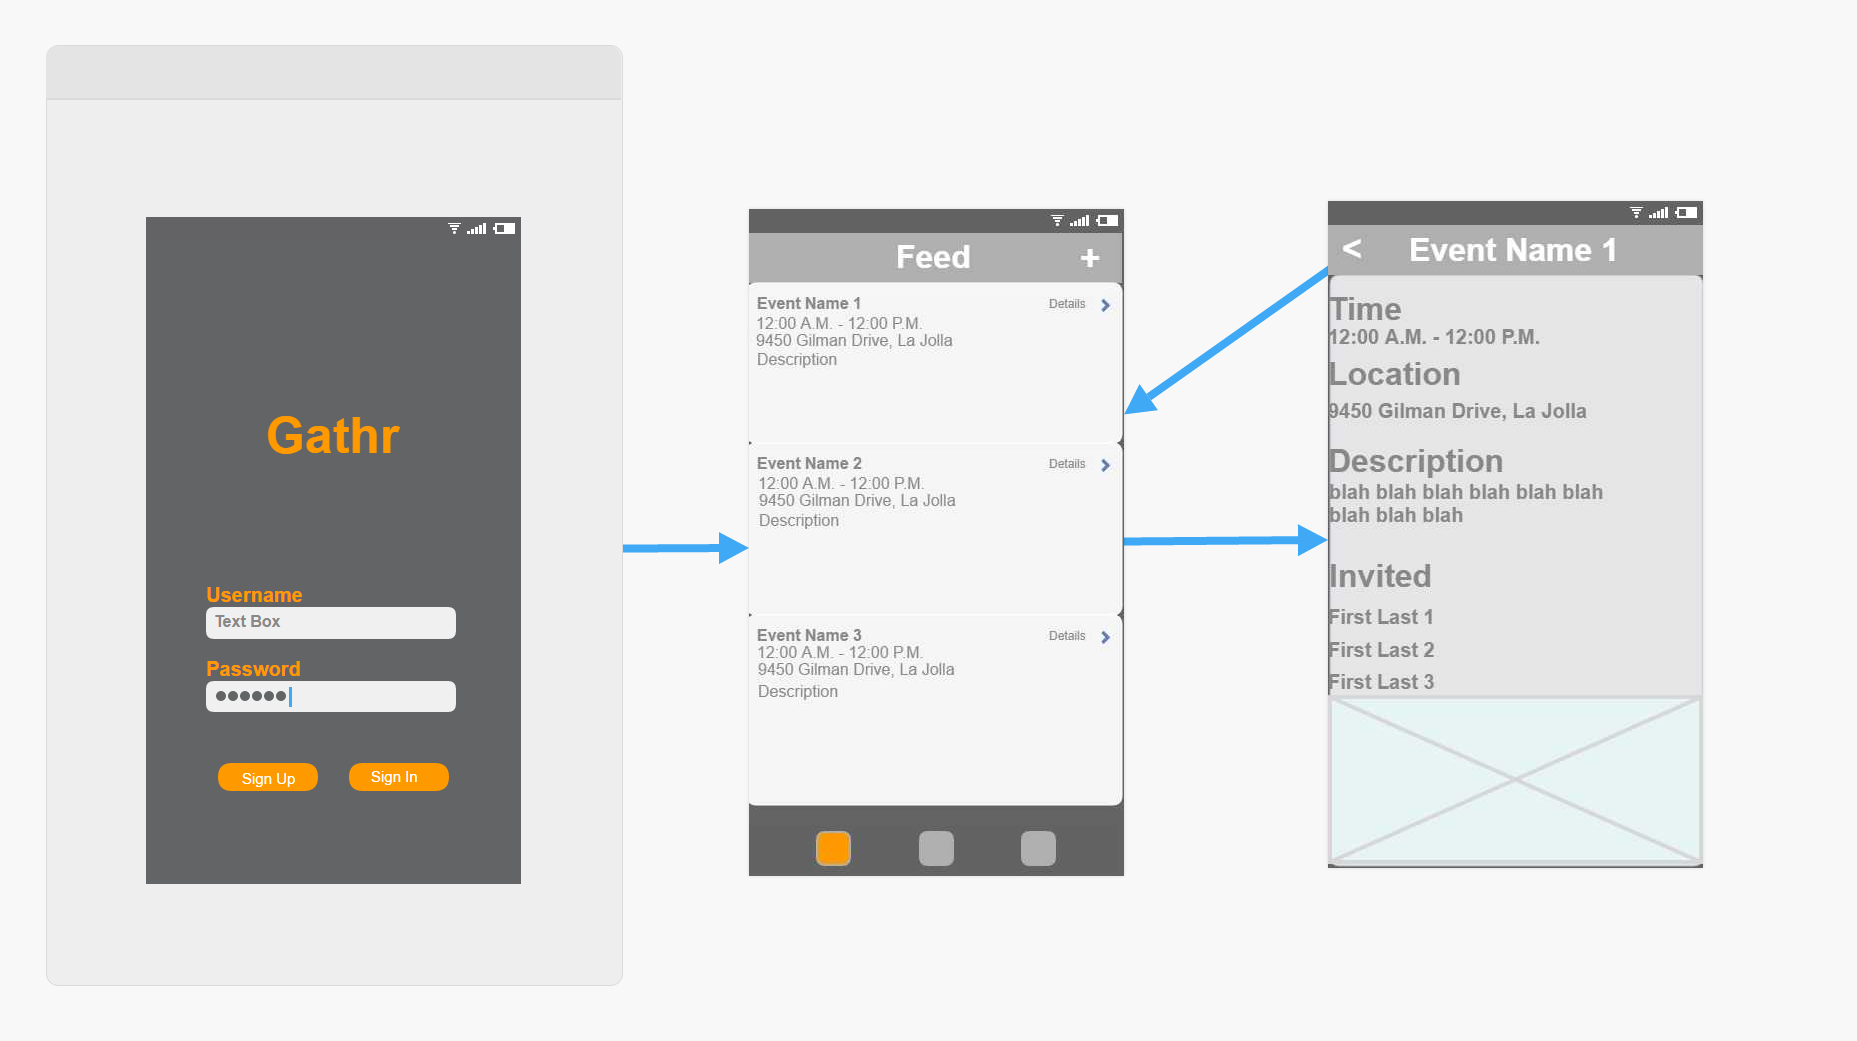 Gathr
Username
Text Box
Password
Sign Up
Sign In
Feed
+
Event Name 1
Details
12:00 A.M. - 12:00 P.M.
9450 Gilman Drive, La Jolla
Description
Event Name 2
Details
12:00 A.M. - 12:00 P.M.
9450 Gilman Drive, La Jolla
Description
Event Name 3
Details
12:00 A.M. - 12:00 P.M.
9450 Gilman Drive, La Jolla
Description
< Event Name 1
Time
12:00 A.M. - 12:00 P.M.
Location
9450 Gilman Drive, La Jolla
Description
blah blah blah blah blah blah
blah blah blah
Invited
First Last 1
First Last 2
First Last 3